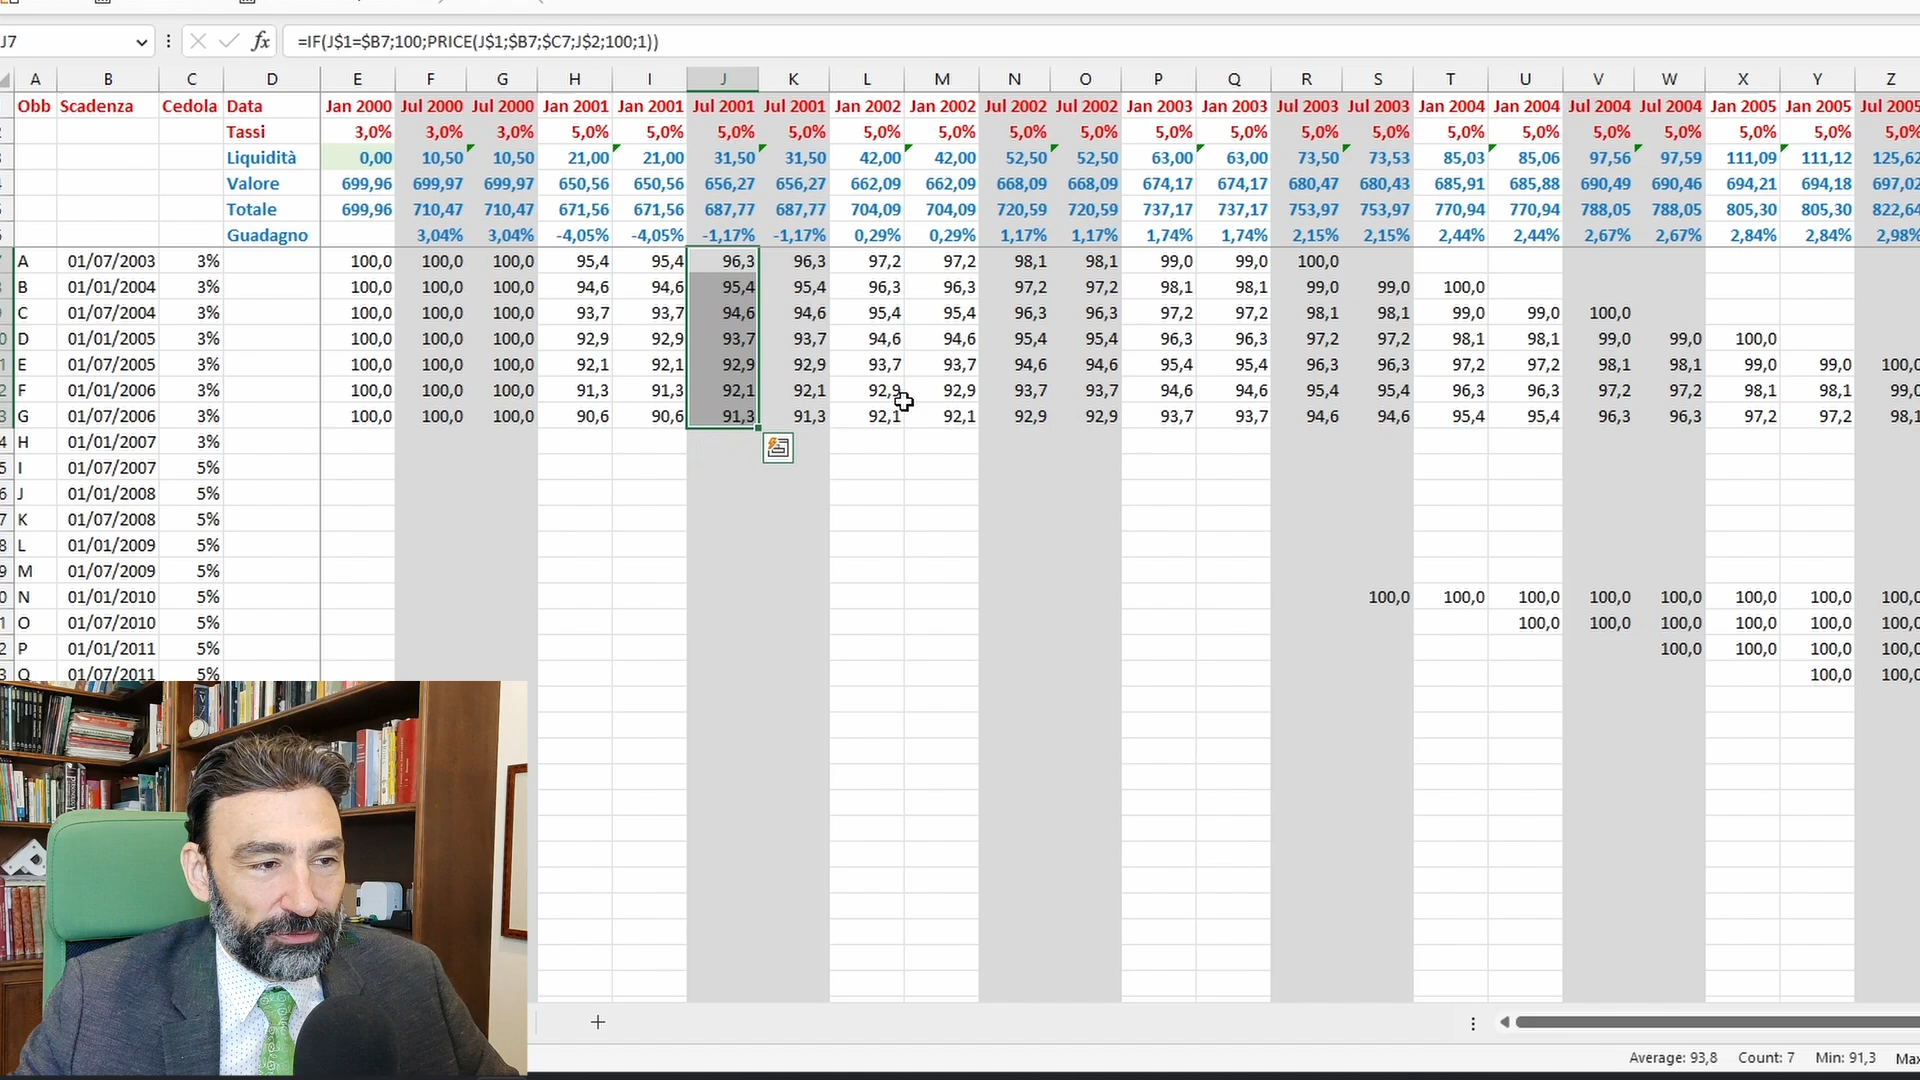 J7 =IF(J$1=$B7;100;PRICE(J$1;$B7;$C7;J$2;100;1))
A B C D E F G H I J K L M N O P Q R S T U V W X Y Z
Obb Scadenza Cedola Data Jan 2000 Jul 2000 Jul 2000 Jan 2001 Jan 2001 Jul 2001 Jul 2001 Jan 2002 Jan 2002 Jul 2002 Jul 2002 Jan 2003 Jan 2003 Jul 2003 Jul 2003 Jan 2004 Jan 2004 Jul 2004 Jul 2004 Jan 2005 Jan 2005 Jul 2005
Tassi 3,0% 3,0% 3,0% 5,0% 5,0% 5,0% 5,0% 5,0% 5,0% 5,0% 5,0% 5,0% 5,0% 5,0% 5,0% 5,0% 5,0% 5,0% 5,0% 5,0% 5,0% 5,0%
Liquidità 0,00 10,50 10,50 21,00 21,00 31,50 31,50 42,00 42,00 52,50 52,50 63,00 63,00 73,50 73,53 85,03 85,06 97,56 97,59 111,09 111,12 125,62
Valore 699,96 699,97 699,97 650,56 650,56 656,27 656,27 662,09 662,09 668,09 668,09 674,17 674,17 680,47 680,43 685,91 685,88 690,49 690,46 694,21 694,18 697,02
Totale 699,96 710,47 710,47 671,56 671,56 687,77 687,77 704,09 704,09 720,59 720,59 737,17 737,17 753,97 753,97 770,94 770,94 788,05 788,05 805,30 805,30 822,64
Guadagno 3,04% 3,04% -4,05% -4,05% -1,17% -1,17% 0,29% 0,29% 1,17% 1,17% 1,74% 1,74% 2,15% 2,15% 2,44% 2,44% 2,67% 2,67% 2,84% 2,84% 2,98%
A 01/07/2003 3% 100,0 100,0 100,0 95,4 95,4 96,3 96,3 97,2 97,2 98,1 98,1 99,0 99,0 100,0
B 01/01/2004 3% 100,0 100,0 100,0 94,6 94,6 95,4 95,4 96,3 96,3 97,2 97,2 98,1 98,1 99,0 99,0 100,0
C 01/07/2004 3% 100,0 100,0 100,0 93,7 93,7 94,6 94,6 95,4 95,4 96,3 96,3 97,2 97,2 98,1 98,1 99,0 99,0 100,0
D 01/01/2005 3% 100,0 100,0 100,0 92,9 92,9 93,7 93,7 94,6 94,6 95,4 95,4 96,3 96,3 97,2 97,2 98,1 98,1 99,0 99,0 100,0
E 01/07/2005 3% 100,0 100,0 100,0 92,1 92,1 92,9 92,9 93,7 93,7 94,6 94,6 95,4 95,4 96,3 96,3 97,2 97,2 98,1 98,1 99,0 99,0 100,0
F 01/01/2006 3% 100,0 100,0 100,0 91,3 91,3 92,1 92,1 92,9 92,9 93,7 93,7 94,6 94,6 95,4 95,4 96,3 96,3 97,2 97,2 98,1 98,1 99,0
G 01/07/2006 3% 100,0 100,0 100,0 90,6 90,6 91,3 91,3 92,1 92,1 92,9 92,9 93,7 93,7 94,6 94,6 95,4 95,4 96,3 96,3 97,2 97,2 98,1
H 01/01/2007 3%
I 01/07/2007 5%
J 01/01/2008 5%
K 01/07/2008 5%
L 01/01/2009 5%
M 01/07/2009 5%
N 01/01/2010 5% 100,0 100,0 100,0 100,0 100,0 100,0 100,0 100,0
O 01/07/2010 5% 100,0 100,0 100,0 100,0 100,0 100,0
P 01/01/2011 5% 100,0 100,0 100,0 100,0
Q 01/07/2011 5% 100,0 100,0
Average: 93,8 Count: 7 Min: 91,3 Max